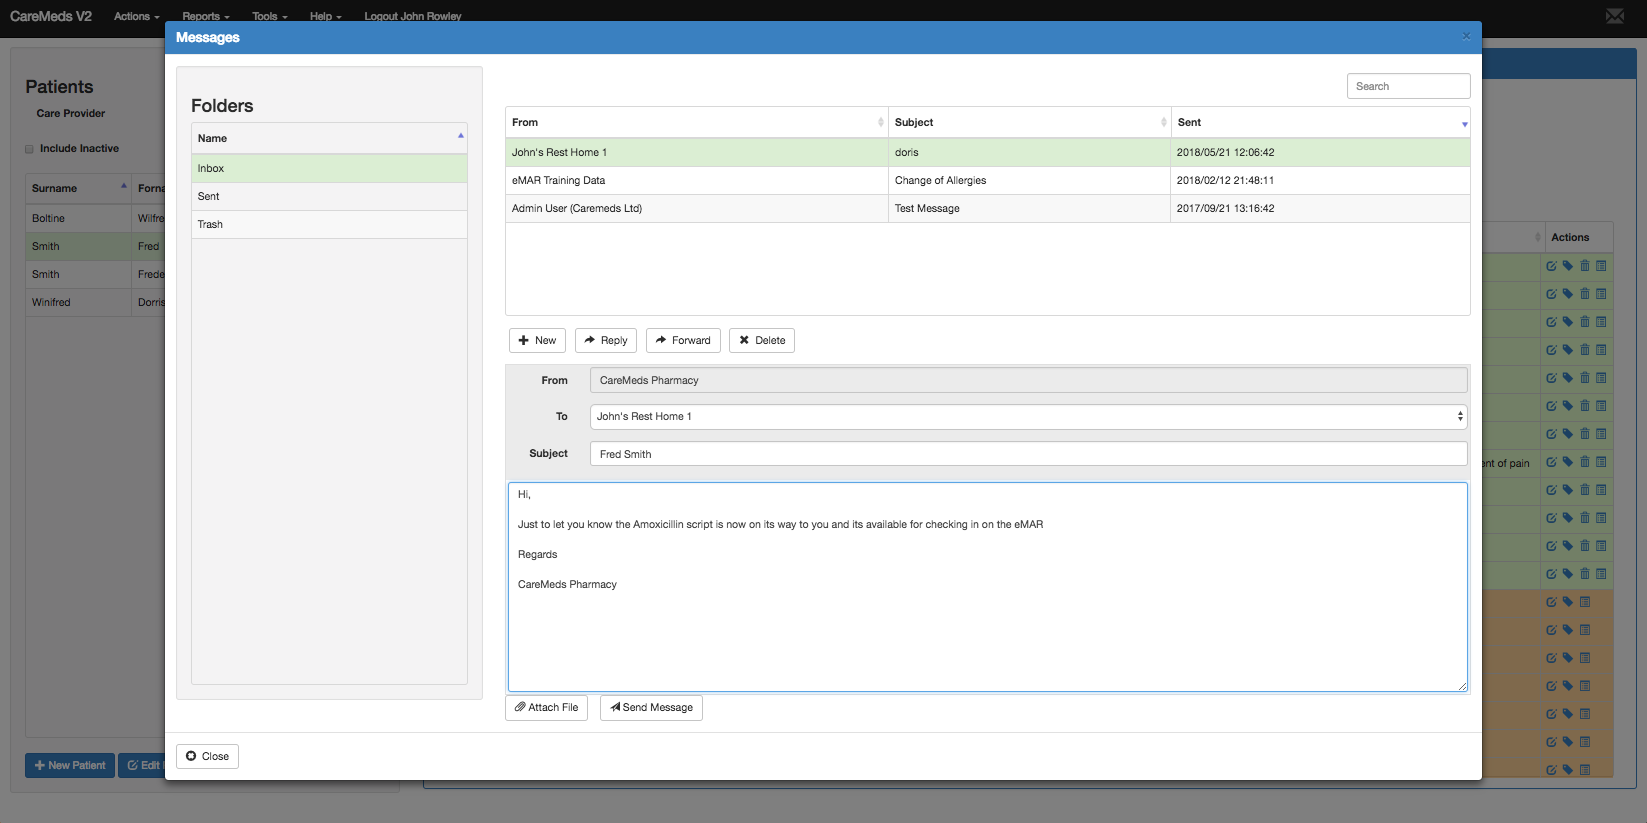 CareMeds V2 Actions Reports Tools Help Logout John Rowley
Messages ×
Patients
Care Provider
Include Inactive
Surname Forna
Boltine Wilfre
Smith Fred
Smith Frede
Winifred Dorris
New Patient Edit
Folders
Name
Inbox
Sent
Trash
Search
From Subject Sent
John's Rest Home 1 doris 2018/05/21 12:06:42
eMAR Training Data Change of Allergies 2018/02/12 21:48:11
Admin User (Caremeds Ltd) Test Message 2017/09/21 13:16:42
New Reply Forward Delete
From CareMeds Pharmacy
To John's Rest Home 1
Subject Fred Smith
Hi,
Just to let you know the Amoxicillin script is now on its way to you and its available for checking in on the eMAR
Regards
CareMeds Pharmacy
Attach File Send Message
Close
Actions
ent of pain